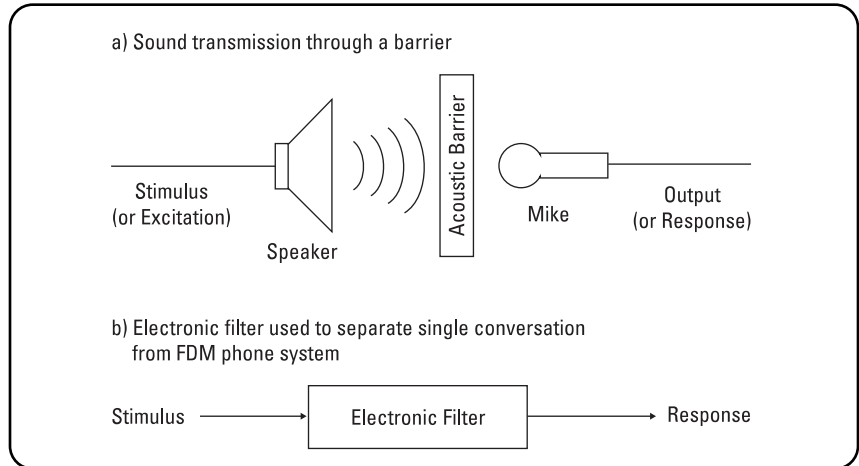 a) Sound transmission through a barrier
Stimulus
(or Excitation)
Speaker
Acoustic Barrier
Mike
Output
(or Response)
b) Electronic filter used to separate single conversation
from FDM phone system
Stimulus
Electronic Filter
Response